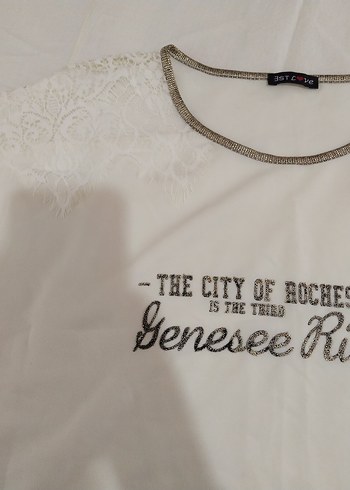 – THE CITY OF ROCHES
IS THE THIRD
Genesee Ri